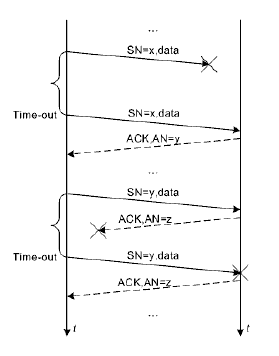 ...
SN=x,data
Time-out
SN=x,data
ACK,AN=y
...
SN=y,data
ACK,AN=z
Time-out
SN=y,data
ACK,AN=z
...
t t